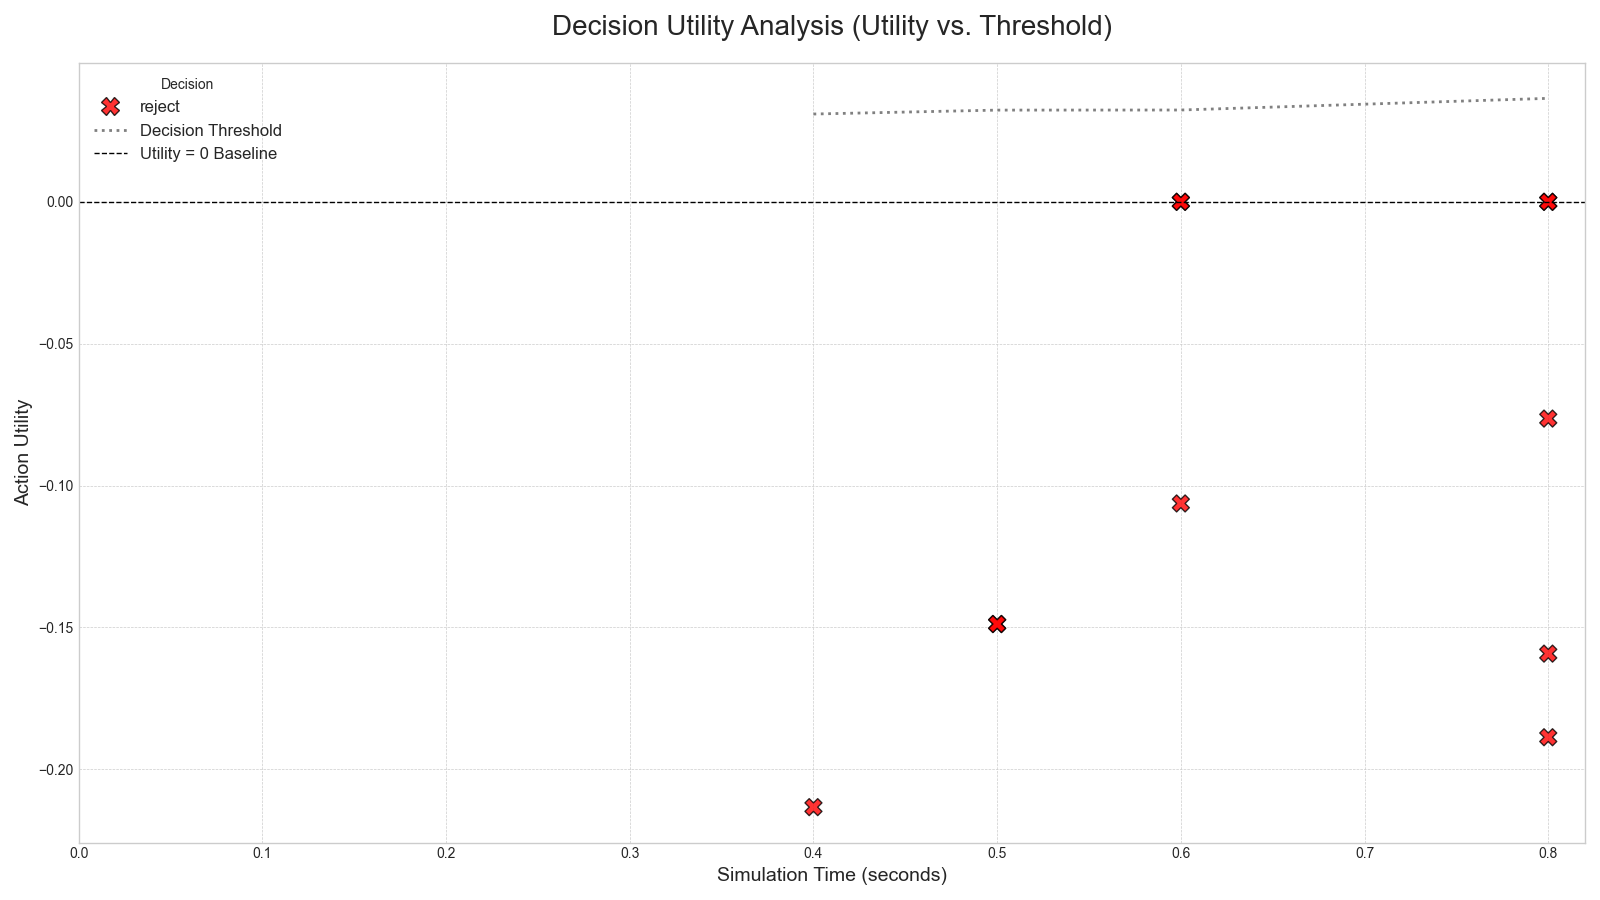 Decision Utility Analysis (Utility vs. Threshold)
Decision
reject
Decision Threshold
Utility = 0 Baseline
Action Utility
0.00
−0.05
−0.10
−0.15
−0.20
0.0 0.1 0.2 0.3 0.4 0.5 0.6 0.7 0.8
Simulation Time (seconds)